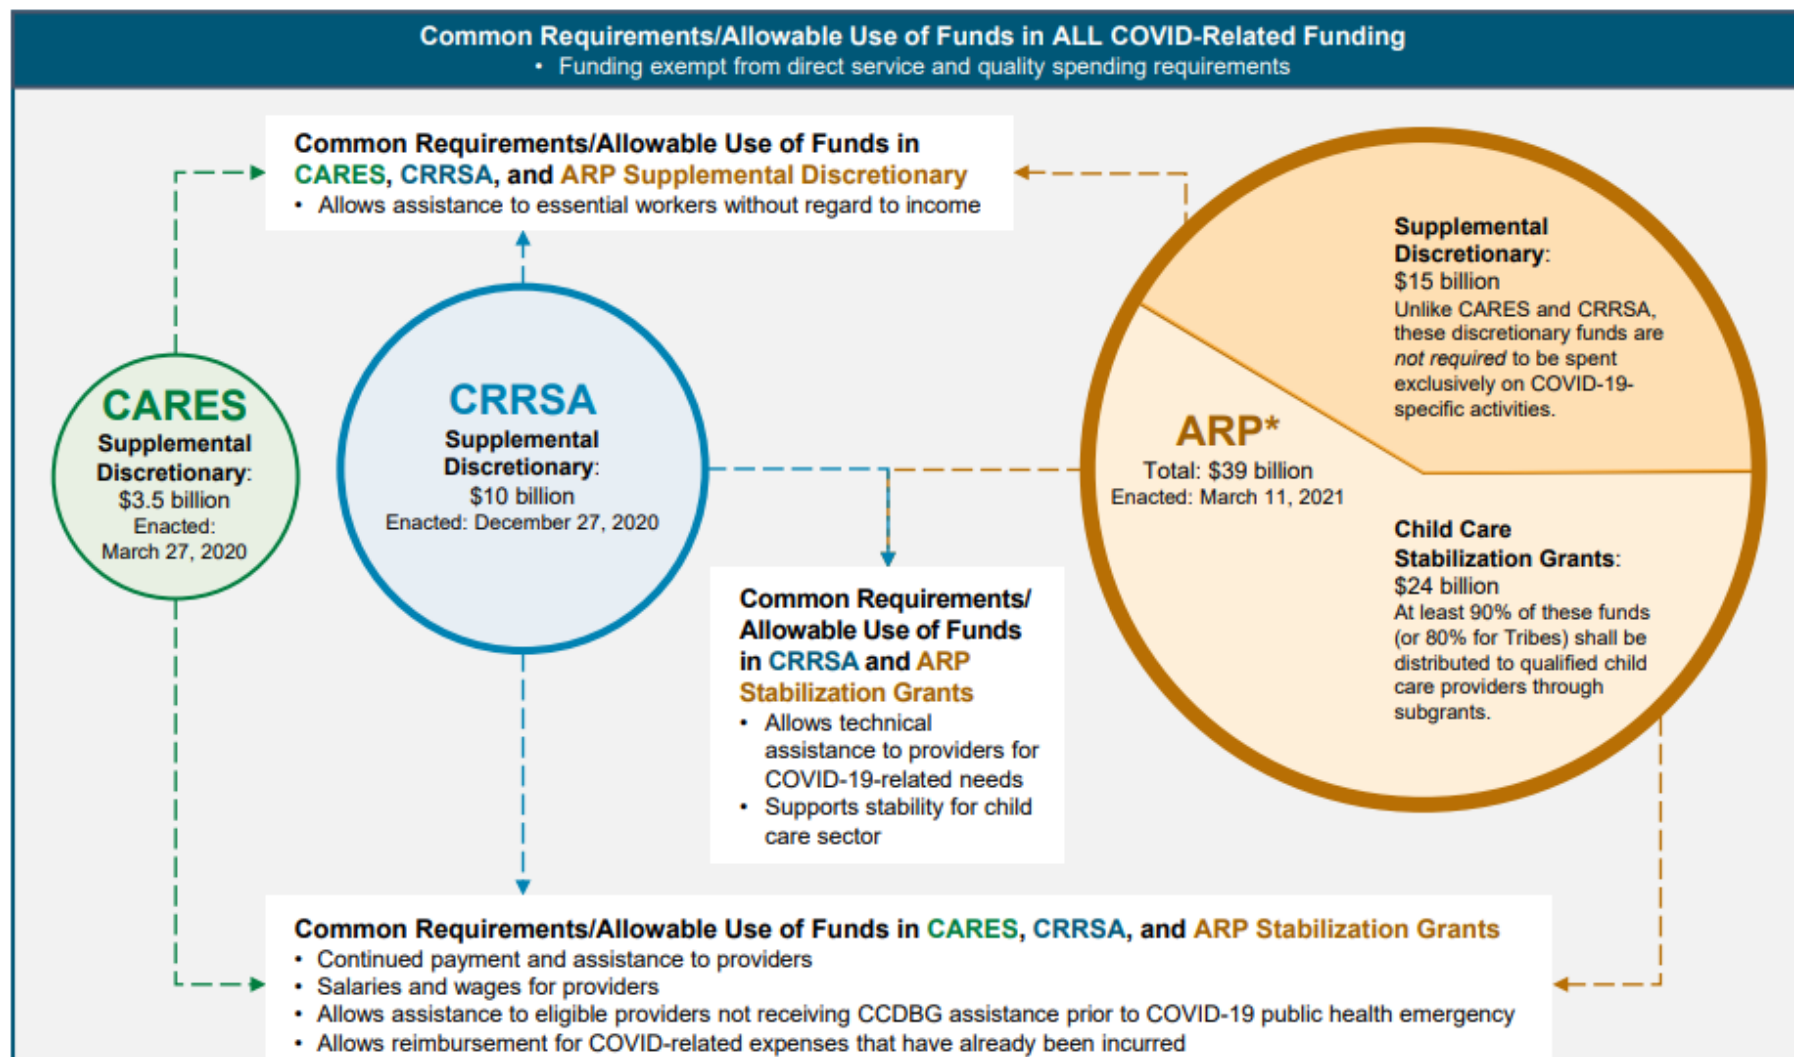 Common Requirements/Allowable Use of Funds in ALL COVID-Related Funding
• Funding exempt from direct service and quality spending requirements
Common Requirements/Allowable Use of Funds in
CARES, CRRSA, and ARP Supplemental Discretionary
• Allows assistance to essential workers without regard to income
CARES
Supplemental
Discretionary:
$3.5 billion
Enacted:
March 27, 2020
CRRSA
Supplemental
Discretionary:
$10 billion
Enacted: December 27, 2020
ARP*
Total: $39 billion
Enacted: March 11, 2021
Supplemental
Discretionary:
$15 billion
Unlike CARES and CRRSA,
these discretionary funds are
not required to be spent
exclusively on COVID-19-
specific activities.
Child Care
Stabilization Grants:
$24 billion
At least 90% of these funds
(or 80% for Tribes) shall be
distributed to qualified child
care providers through
subgrants.
Common Requirements/
Allowable Use of Funds
in CRRSA and ARP
Stabilization Grants
• Allows technical
assistance to providers for
COVID-19-related needs
• Supports stability for child
care sector
Common Requirements/Allowable Use of Funds in CARES, CRRSA, and ARP Stabilization Grants
• Continued payment and assistance to providers
• Salaries and wages for providers
• Allows assistance to eligible providers not receiving CCDBG assistance prior to COVID-19 public health emergency
• Allows reimbursement for COVID-related expenses that have already been incurred